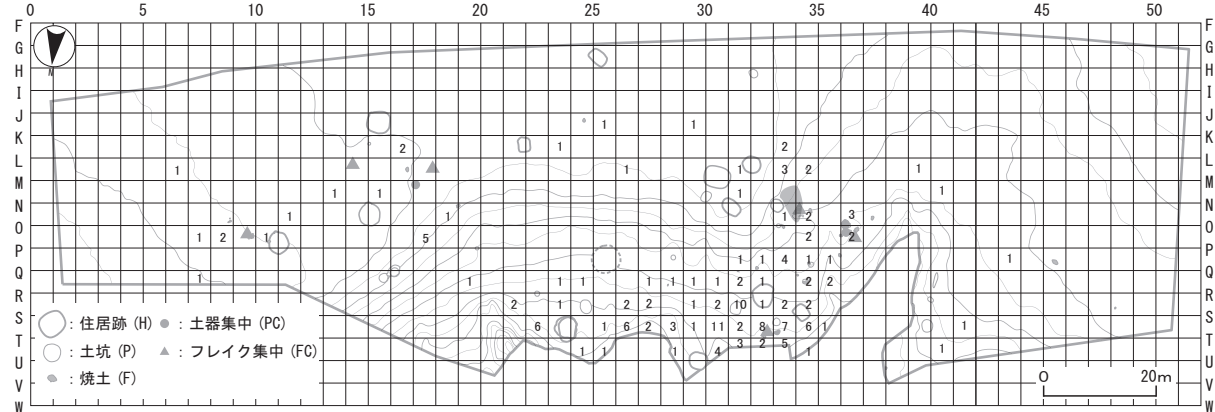 0 5 10 15 20 25 30 35 40 45 50
F F
G G
H H
I I
J 1 1 J
K 2 1 2 K
L 1 1 1 3 2 1 L
M 1 1 1 1 M
N 1 1 1 2 3 N
O 1 2 1 5 2 2 O
P 1 1 4 1 1 1 P
Q 1 1 1 1 1 1 1 2 1 2 2 Q
R 2 1 2 2 1 2 10 1 2 2 R
S 6 1 6 2 3 1 11 2 8 7 6 1 1 S
T 1 1 1 4 3 2 5 1 1 T
U U
V V
W W
N
：住居跡 (H) ：土器集中 (PC)
：土坑 (P) ：フレイク集中 (FC)
：焼土 (F)
0 20m